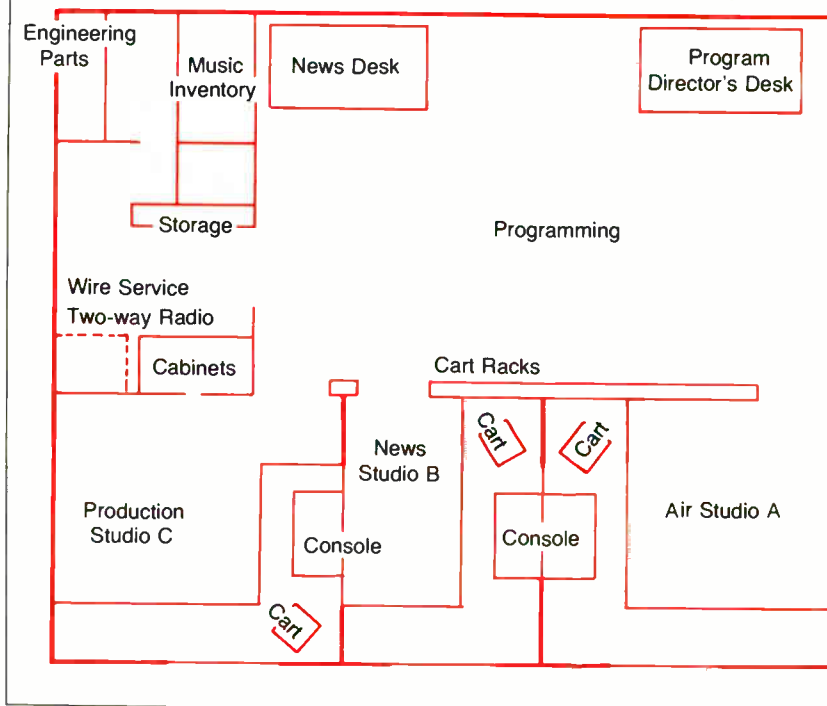 Engineering
Parts
Music
Inventory
News Desk
Program
Director's Desk
Storage
Programming
Wire Service
Two-way Radio
Cabinets
Cart Racks
Cart
Cart
News
Studio B
Production
Studio C
Console
Console
Air Studio A
Cart